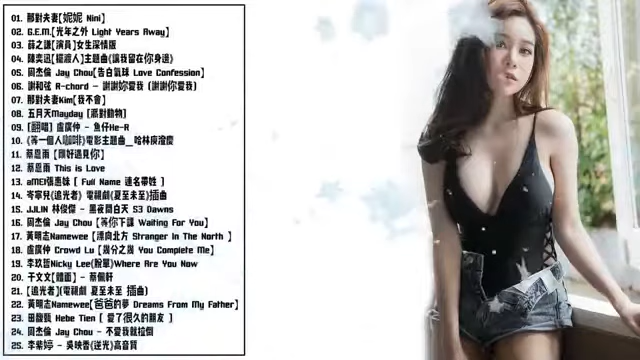 01. 那對夫妻【妮妮 Nini】
02. G.E.M.【光年之外 Light Years Away】
03. 薛之謙【演員】女生深情版
04. 陳奕迅【擺渡人】主題曲《讓我留在你身邊》
05. 周杰倫 Jay Chou【告白氣球 Love Confession】
06. 謝和弦 R-chord – 謝謝妳愛我 (謝謝你愛我)
07. 那對夫妻Kim【我不會】
08. 五月天Mayday [派對動物]
09. [翻唱] 盧廣仲 - 魚仔He-R
10. 《等一個人咖啡》電影主題曲_哈林庾澄慶
11. 蔡恩雨 【剛好遇見你】
12. 蔡恩雨 This is Love
13. aMEI張惠妹 [ Full Name 連名帶姓 ]
14. 岑寧兒《追光者》 電視劇《夏至未至》插曲
15. JJLIN 林俊傑 - 黑夜問白天 53 Dawns
16. 周杰倫 Jay Chou 【等你下課 Waiting For You】
17. 黃明志Namewee 【漂向北方 Stranger In The North 】
18. 盧廣仲 Crowd Lu 【幾分之幾 You Complete Me】
19. 李玖哲Nicky Lee(粉單)Where Are You Now
20. 于文文【體面】 - 蔡佩軒
21. 【追光者】(電視劇 夏至未至 插曲)
22. 黃明志Namewee【爸爸的夢 Dreams From My Father】
23. 田馥甄 Hebe Tien [ 愛了很久的朋友 ]
24. 周杰倫 Jay Chou - 不愛我就拉倒
25. 李紫婷 - 吳映香《逆光》高音質